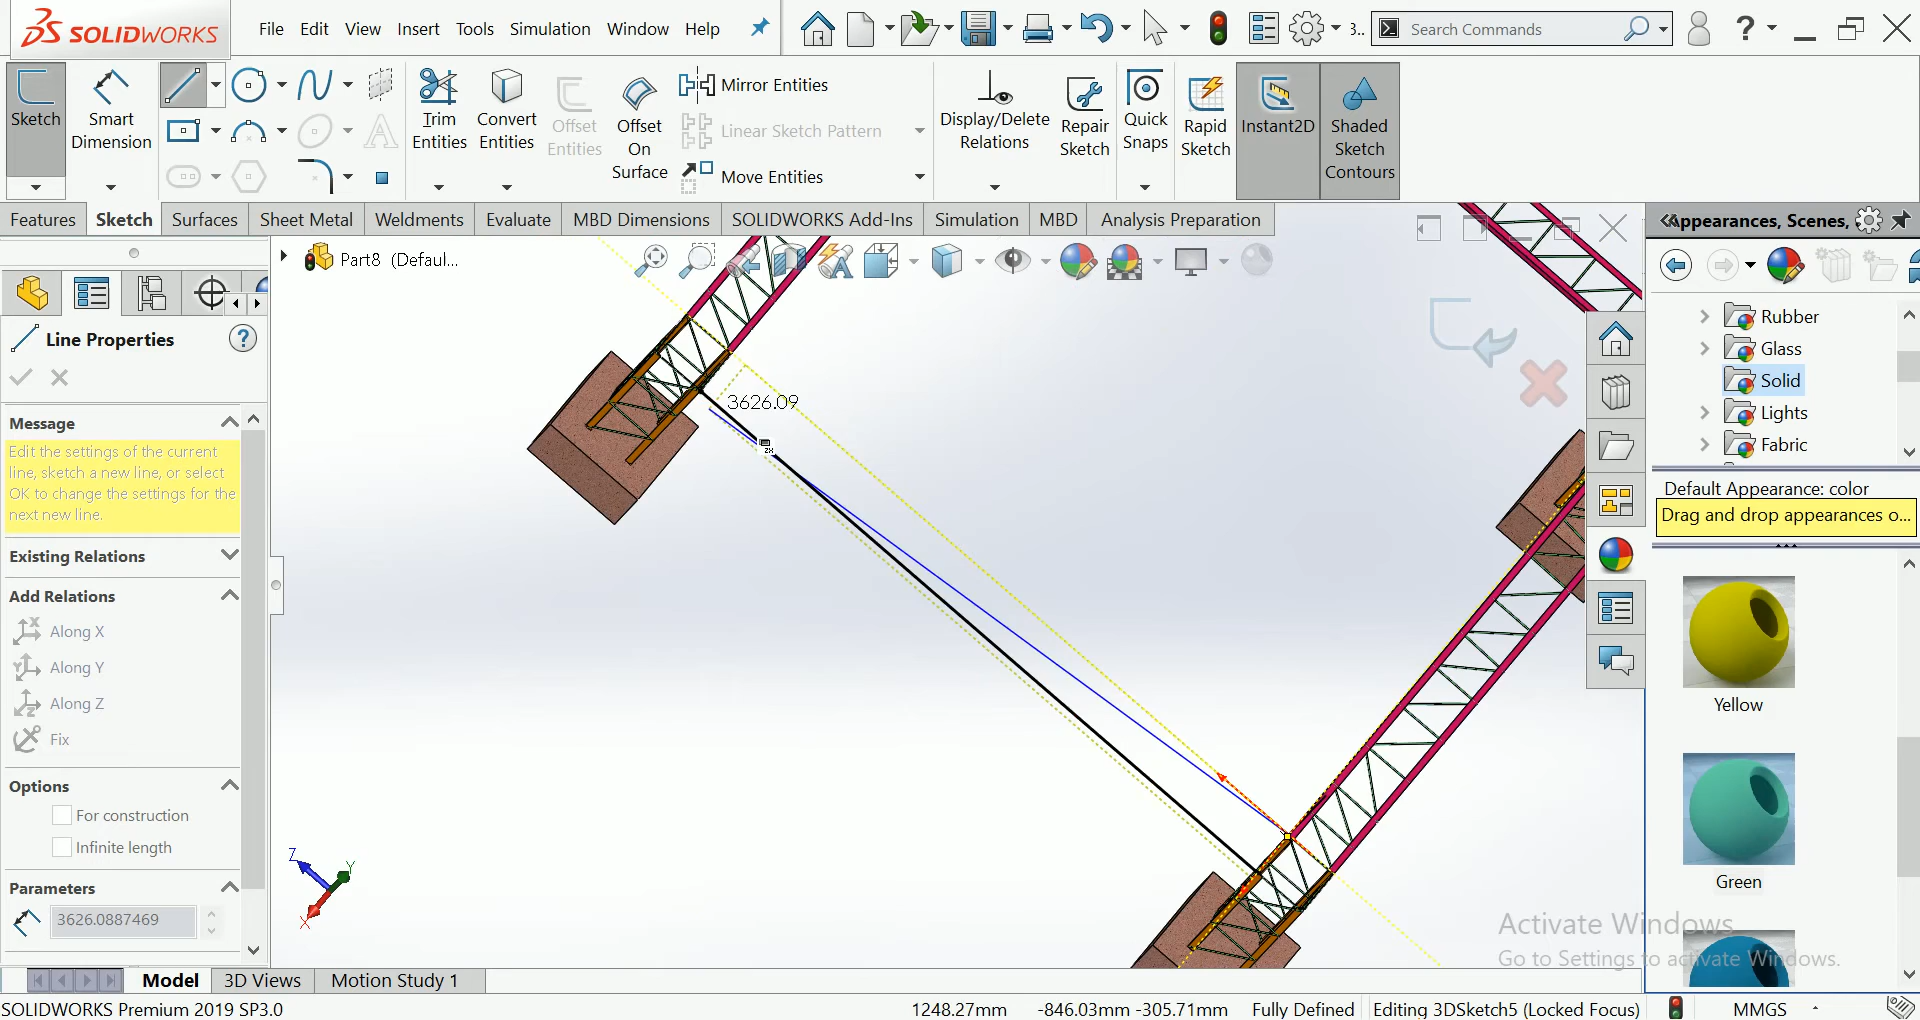 SOLIDWORKS
File Edit View Insert Tools Simulation Window Help
3.. Search Commands ?
Sketch
Smart
Dimension
Trim
Entities
Convert
Entities
Offset
Entities
Offset
On
Surface
Mirror Entities
Linear Sketch Pattern
Move Entities
Display/Delete
Relations
Repair
Sketch
Quick
Snaps
Rapid
Sketch
Instant2D
Shaded
Sketch
Contours
Features Sketch Surfaces Sheet Metal Weldments Evaluate MBD Dimensions SOLIDWORKS Add-Ins Simulation MBD Analysis Preparation
Appearances, Scenes,
Part8 (Defaul...
Line Properties
?
Message
Edit the settings of the current
line, sketch a new line, or select
OK to change the settings for the
next new line.
Existing Relations
Add Relations
Along X
Along Y
Along Z
Fix
Options
For construction
Infinite length
Parameters
3626.0887469
3626.09
Z
Y
X
Rubber
Glass
Solid
Lights
Fabric
Default Appearance: color
Drag and drop appearances o...
Yellow
Green
Activate Windows
Go to Settings to activate Windows.
Model 3D Views Motion Study 1
SOLIDWORKS Premium 2019 SP3.0 1248.27mm -846.03mm -305.71mm Fully Defined Editing 3DSketch5 (Locked Focus) MMGS